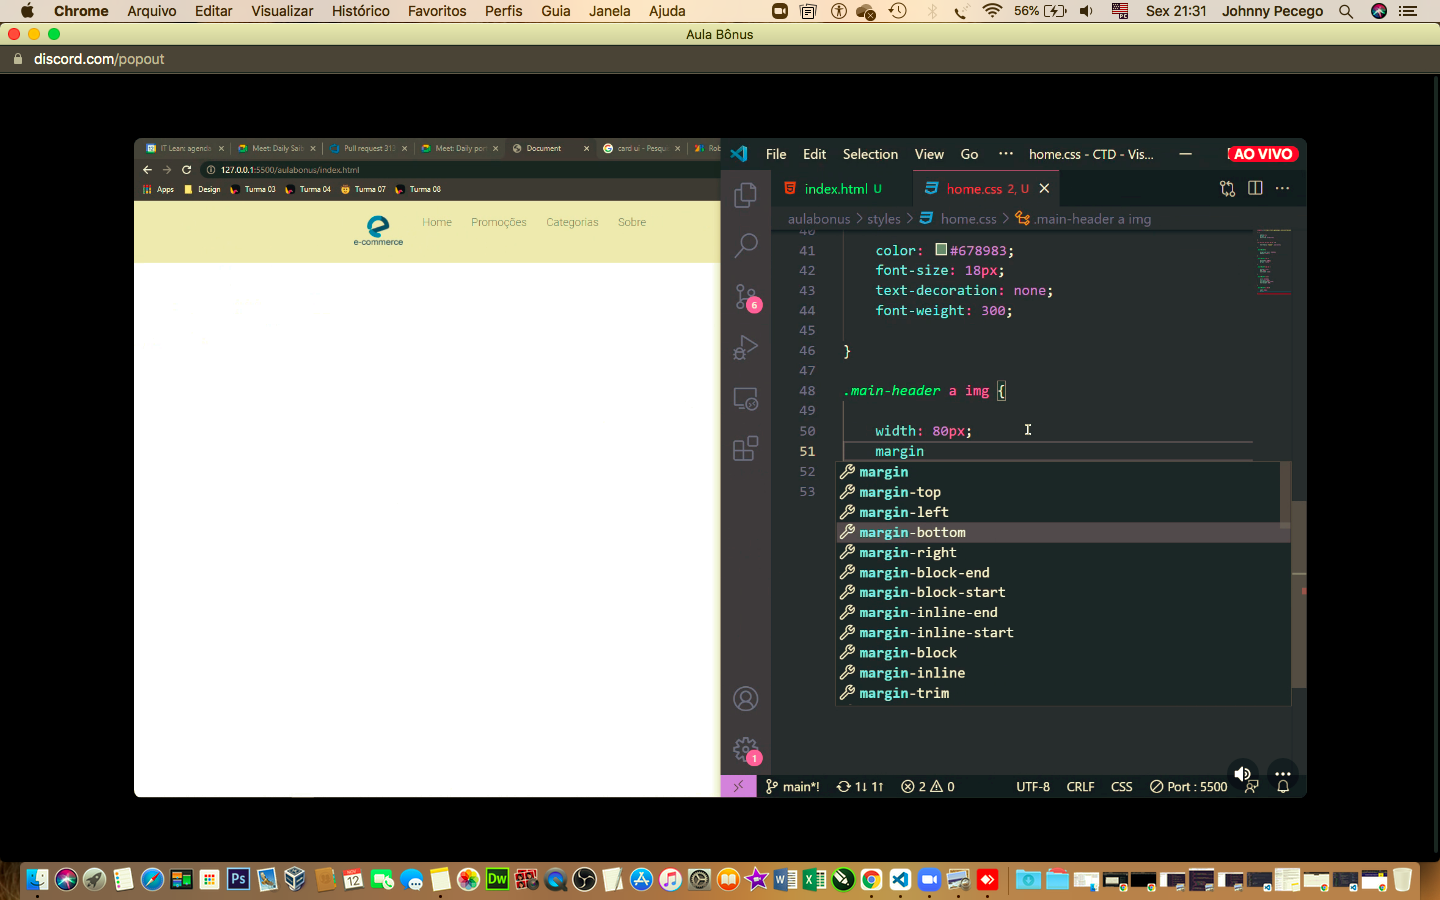 Chrome Arquivo Editar Visualizar Histórico Favoritos Perfis Guia Janela Ajuda 56% Sex 21:31 Johnny Pecego
Aula Bônus
discord.com/popout
IT Lean: agenda Meet: Daily Pull request 313 Meet: Daily Document card ui - Pesqui
127.0.0.1:5500/aulabonus/index.html
Apps Design Turma 03 Turma 04 Turma 07 Turma 08
e-commerce
Home Promoções Categorias Sobre
File Edit Selection View Go ··· home.css - CTD - Vis... AO VIVO
index.html U home.css 2, U
aulabonus > styles > home.css > .main-header a img
40
41 color: #678983;
42 font-size: 18px;
43 text-decoration: none;
44 font-weight: 300;
45
46 }
47
48 .main-header a img {
49
50 width: 80px;
51 margin
52 margin
margin-top
53 margin-left
margin-bottom
margin-right
margin-block-end
margin-block-start
margin-inline-end
margin-inline-start
margin-block
margin-inline
margin-trim
6
1
main*! 1↓ 1↑ 2 0 UTF-8 CRLF CSS Port : 5500
NOV 12 Ps Dw